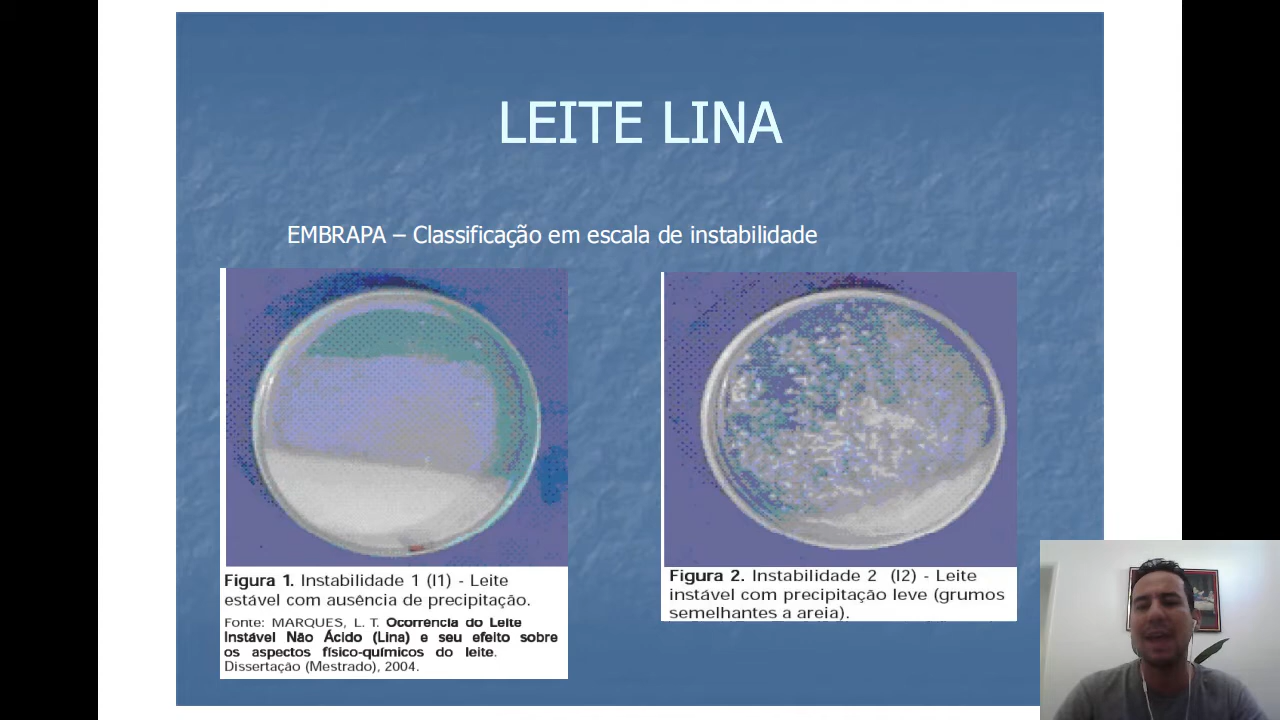 LEITE LINA
EMBRAPA – Classificação em escala de instabilidade
Figura 1. Instabilidade 1 (I1) - Leite
estável com ausência de precipitação.
Fonte: MARQUES, L. T. Ocorrência do Leite
Instável Não Ácido (Lina) e seu efeito sobre
os aspectos físico-químicos do leite.
Dissertação (Mestrado), 2004.
Figura 2. Instabilidade 2 (I2) - Leite
instável com precipitação leve (grumos
semelhantes a areia).